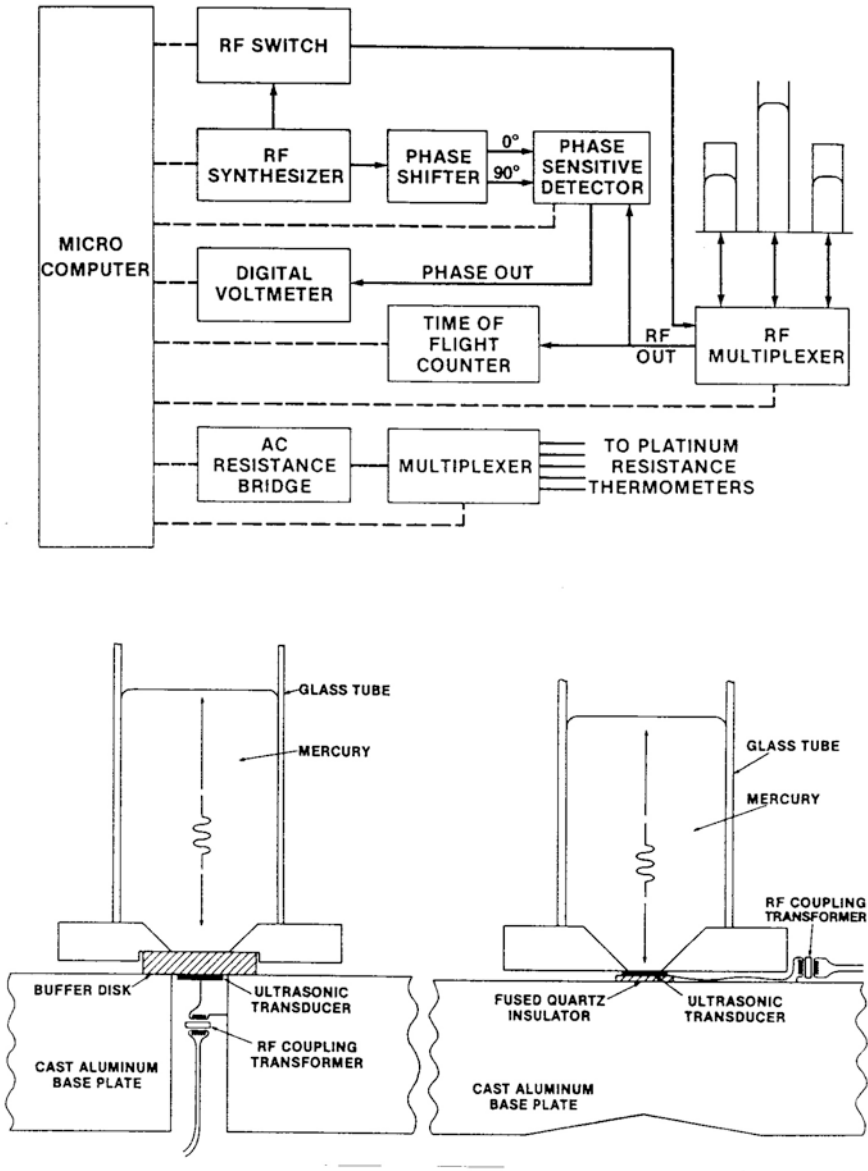 RF SWITCH
RF
SYNTHESIZER
PHASE
SHIFTER
0°
90°
PHASE
SENSITIVE
DETECTOR
MICRO
COMPUTER
DIGITAL
VOLTMETER
PHASE OUT
TIME OF
FLIGHT
COUNTER
RF
OUT
RF
MULTIPLEXER
AC
RESISTANCE
BRIDGE
MULTIPLEXER
TO PLATINUM
RESISTANCE
THERMOMETERS
GLASS TUBE
MERCURY
BUFFER DISK
ULTRASONIC
TRANSDUCER
RF COUPLING
TRANSFORMER
CAST ALUMINUM
BASE PLATE
GLASS TUBE
MERCURY
RF COUPLING
TRANSFORMER
FUSED QUARTZ
INSULATOR
ULTRASONIC
TRANSDUCER
CAST ALUMINUM
BASE PLATE